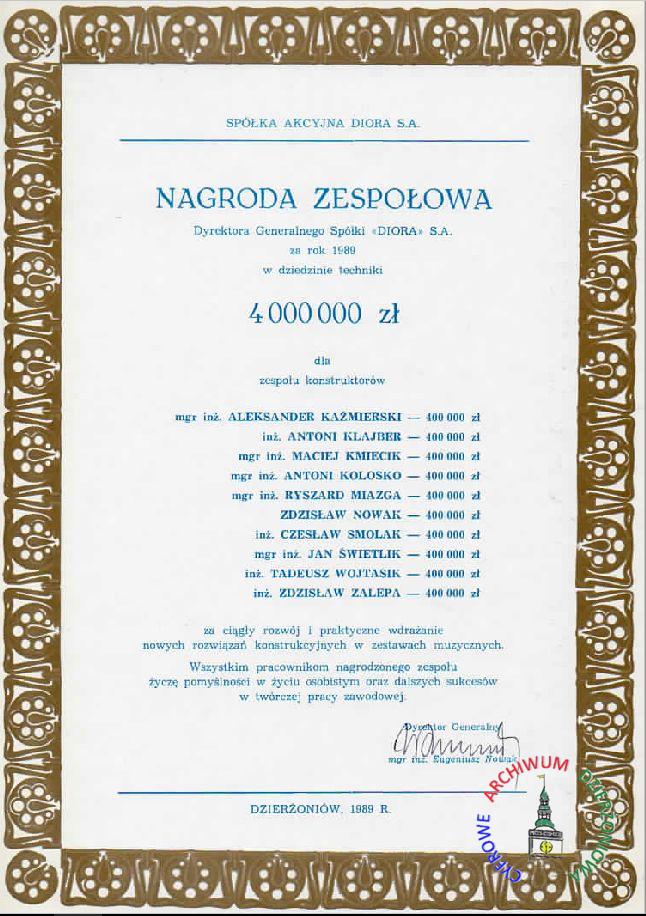 SPÓŁKA AKCYJNA DIORA S.A.
NAGRODA ZESPOŁOWA
Dyrektora Generalnego Spółki «DIORA» S.A.
za rok 1989
w dziedzinie techniki
4 000 000 zł
dla
zespołu konstruktorów
mgr inż. ALEKSANDER KAŹMIERSKI — 400 000 zł
inż. ANTONI KLAJBER — 400 000 zł
mgr inż. MACIEJ KMIECIK — 400 000 zł
mgr inż. ANTONI KOLOSKO — 400 000 zł
mgr inż. RYSZARD MIAZGA — 400 000 zł
ZDZISŁAW NOWAK — 400 000 zł
inż. CZESŁAW SMOLAK — 400 000 zł
mgr inż. JAN ŚWIETLIK — 400 000 zł
inż. TADEUSZ WOJTASIK — 400 000 zł
inż. ZDZISŁAW ZALEPA — 400 000 zł
za ciągły rozwój i praktyczne wdrażanie
nowych rozwiązań konstrukcyjnych w zestawach muzycznych.
Wszystkim pracownikom nagrodzonego zespołu
życzę pomyślności w życiu osobistym oraz dalszych sukcesów
w twórczej pracy zawodowej.
Dyrektor Generalny
mgr inż. Eugeniusz Nowak
DZIERŻONIÓW, 1989 R.
CYFROWE ARCHIWUM DZIERŻONIOWA